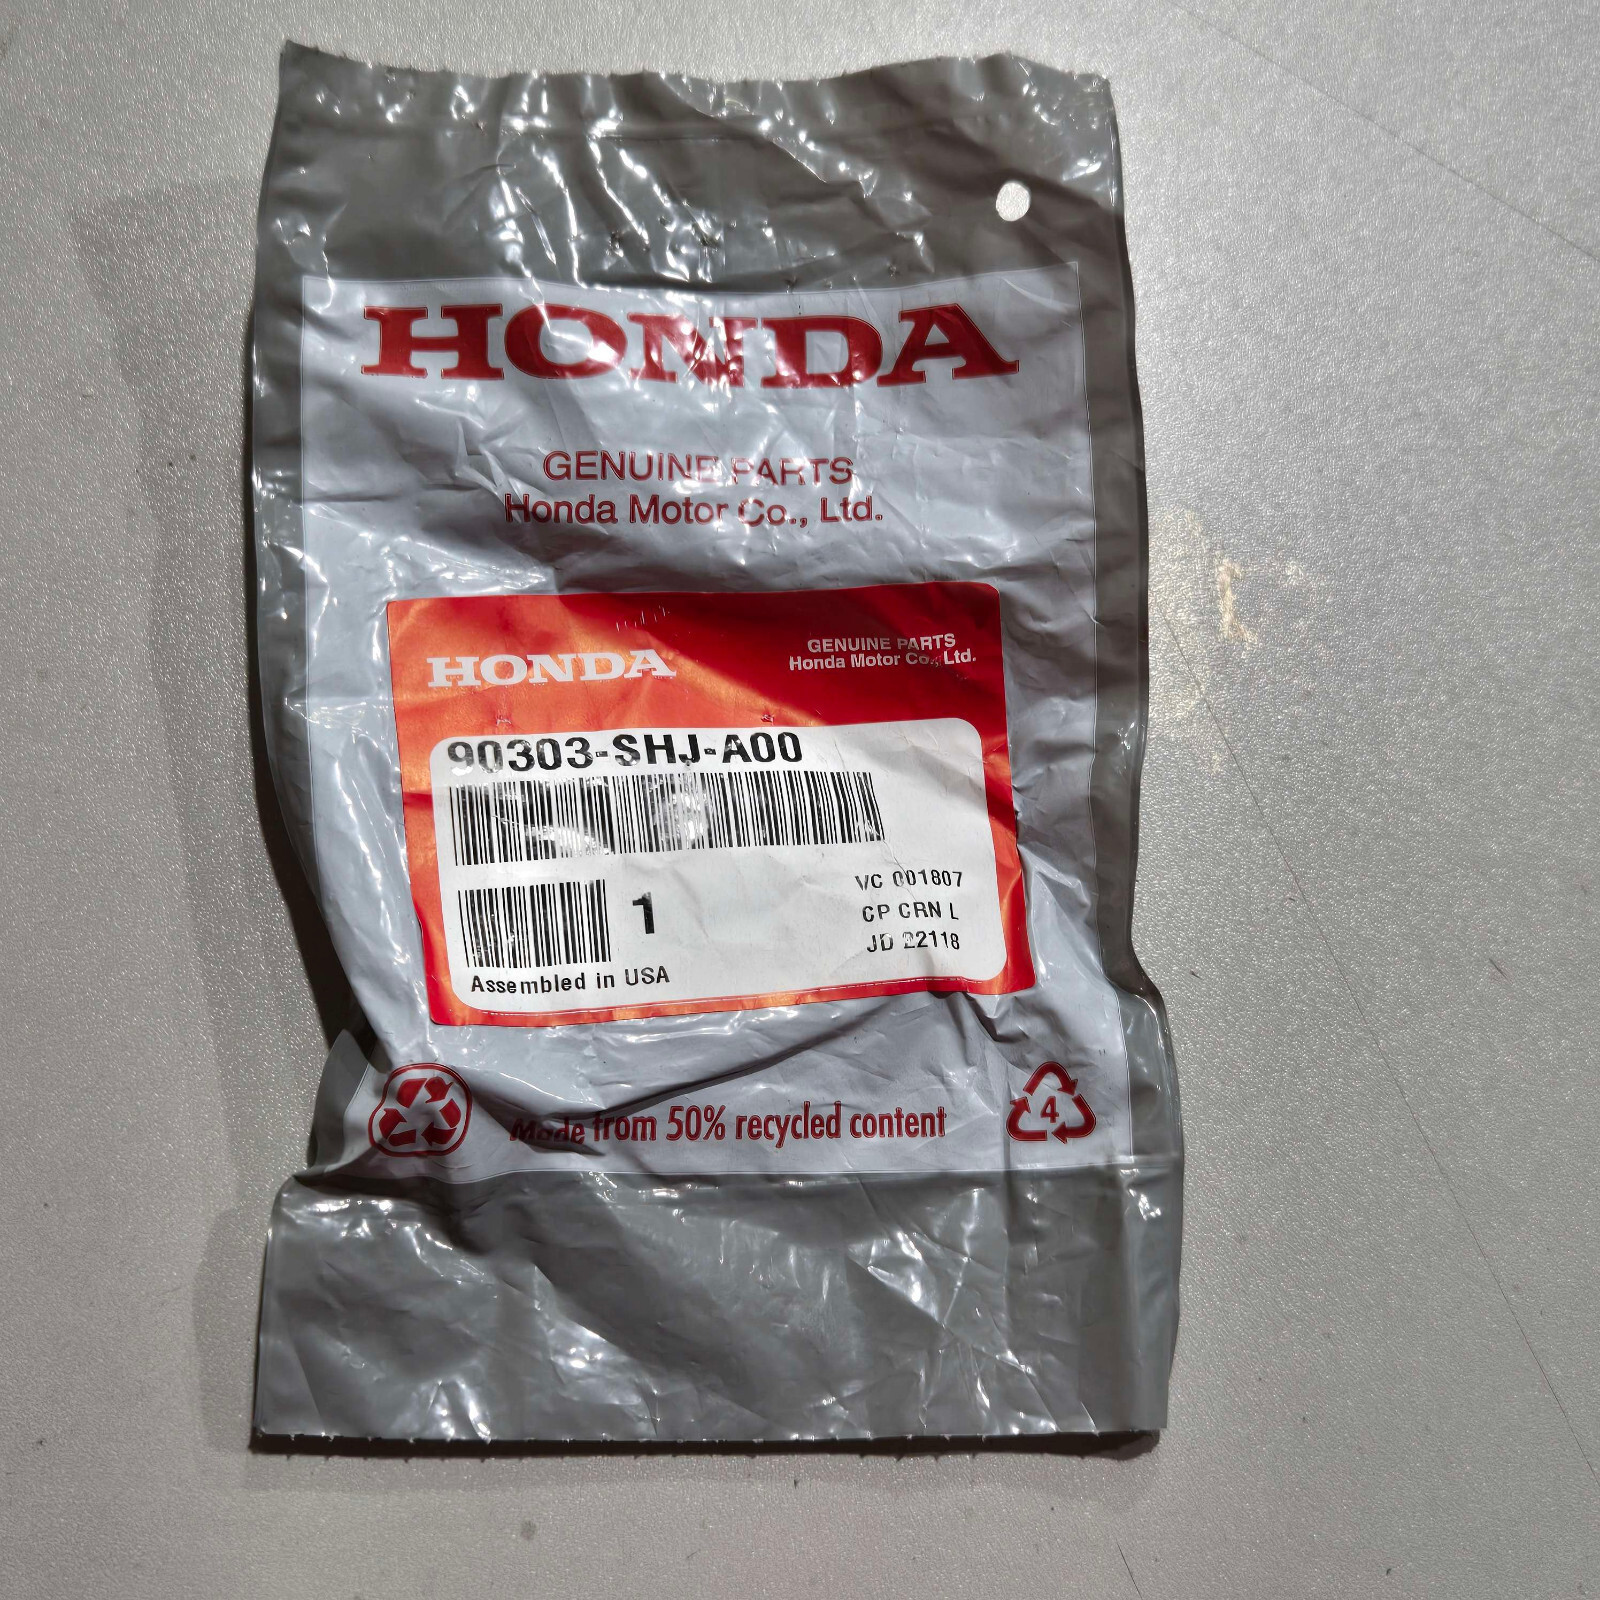 HONDA
GENUINE PARTS
Honda Motor Co., Ltd.
HONDA
GENUINE PARTS
Honda Motor Co., Ltd.
90303-SHJ-A00
1
VC 001807
CP CRN L
JD 22118
Assembled in USA
Made from 50% recycled content
4